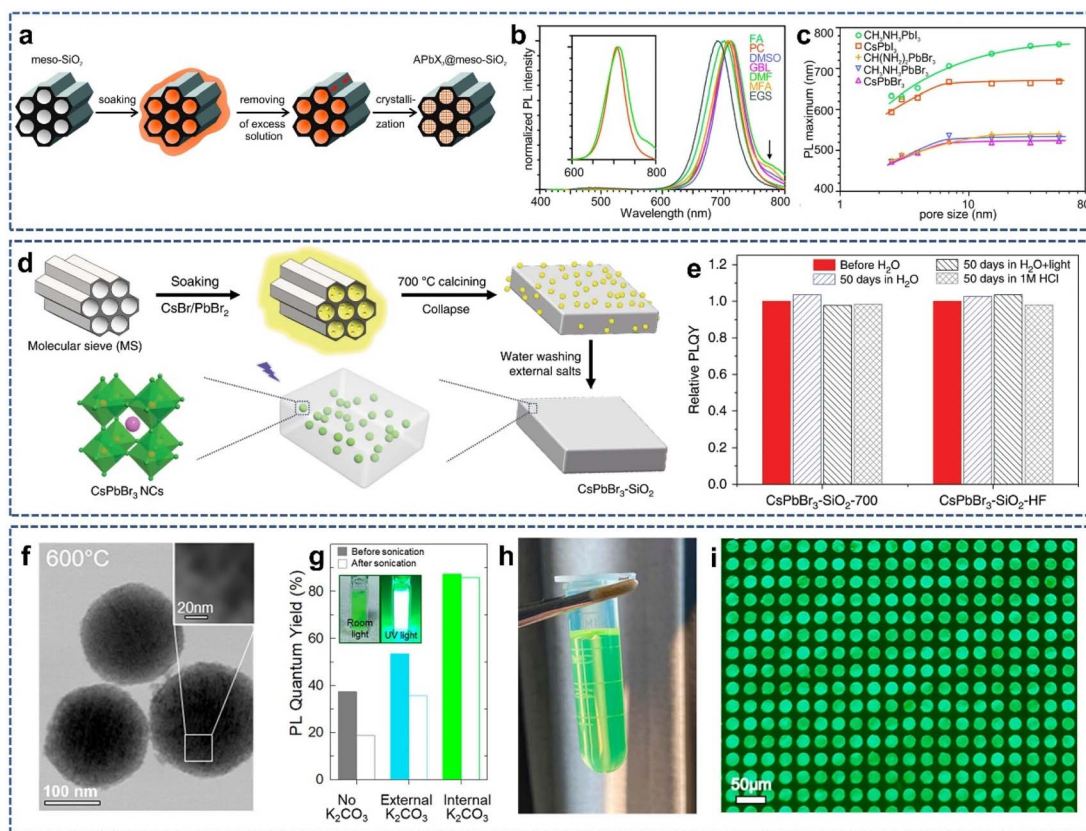 a
meso-SiO₂
soaking
removing
of excess
solution
crystalli-
zation
APbX₃@meso-SiO₂
b
normalized PL intensity
600 700 800
400 500 600 700 800
Wavelength (nm)
FA
PC
DMSO
GBL
DMF
MFA
EGS
c
PL maximum (nm)
800
700
600
500
400
CH₃NH₃PbI₃
CsPbI₃
CH(NH₂)₂PbBr₃
CH₃NH₃PbBr₃
CsPbBr₃
1 10 80
pore size (nm)
d
Molecular sieve (MS)
Soaking
CsBr/PbBr₂
700 °C calcining
Collapse
Water washing
external salts
CsPbBr₃ NCs
CsPbBr₃-SiO₂
e
Relative PLQY
1.2
1.0
0.8
0.6
0.4
0.2
0.0
Before H₂O
50 days in H₂O
50 days in H₂O+light
50 days in 1M HCl
CsPbBr₃-SiO₂-700
CsPbBr₃-SiO₂-HF
f
600°C
20nm
100 nm
g
PL Quantum Yield (%)
80
60
40
20
0
Before sonication
After sonication
Room
light
UV light
No
K₂CO₃
External
K₂CO₃
Internal
K₂CO₃
h
i
50μm